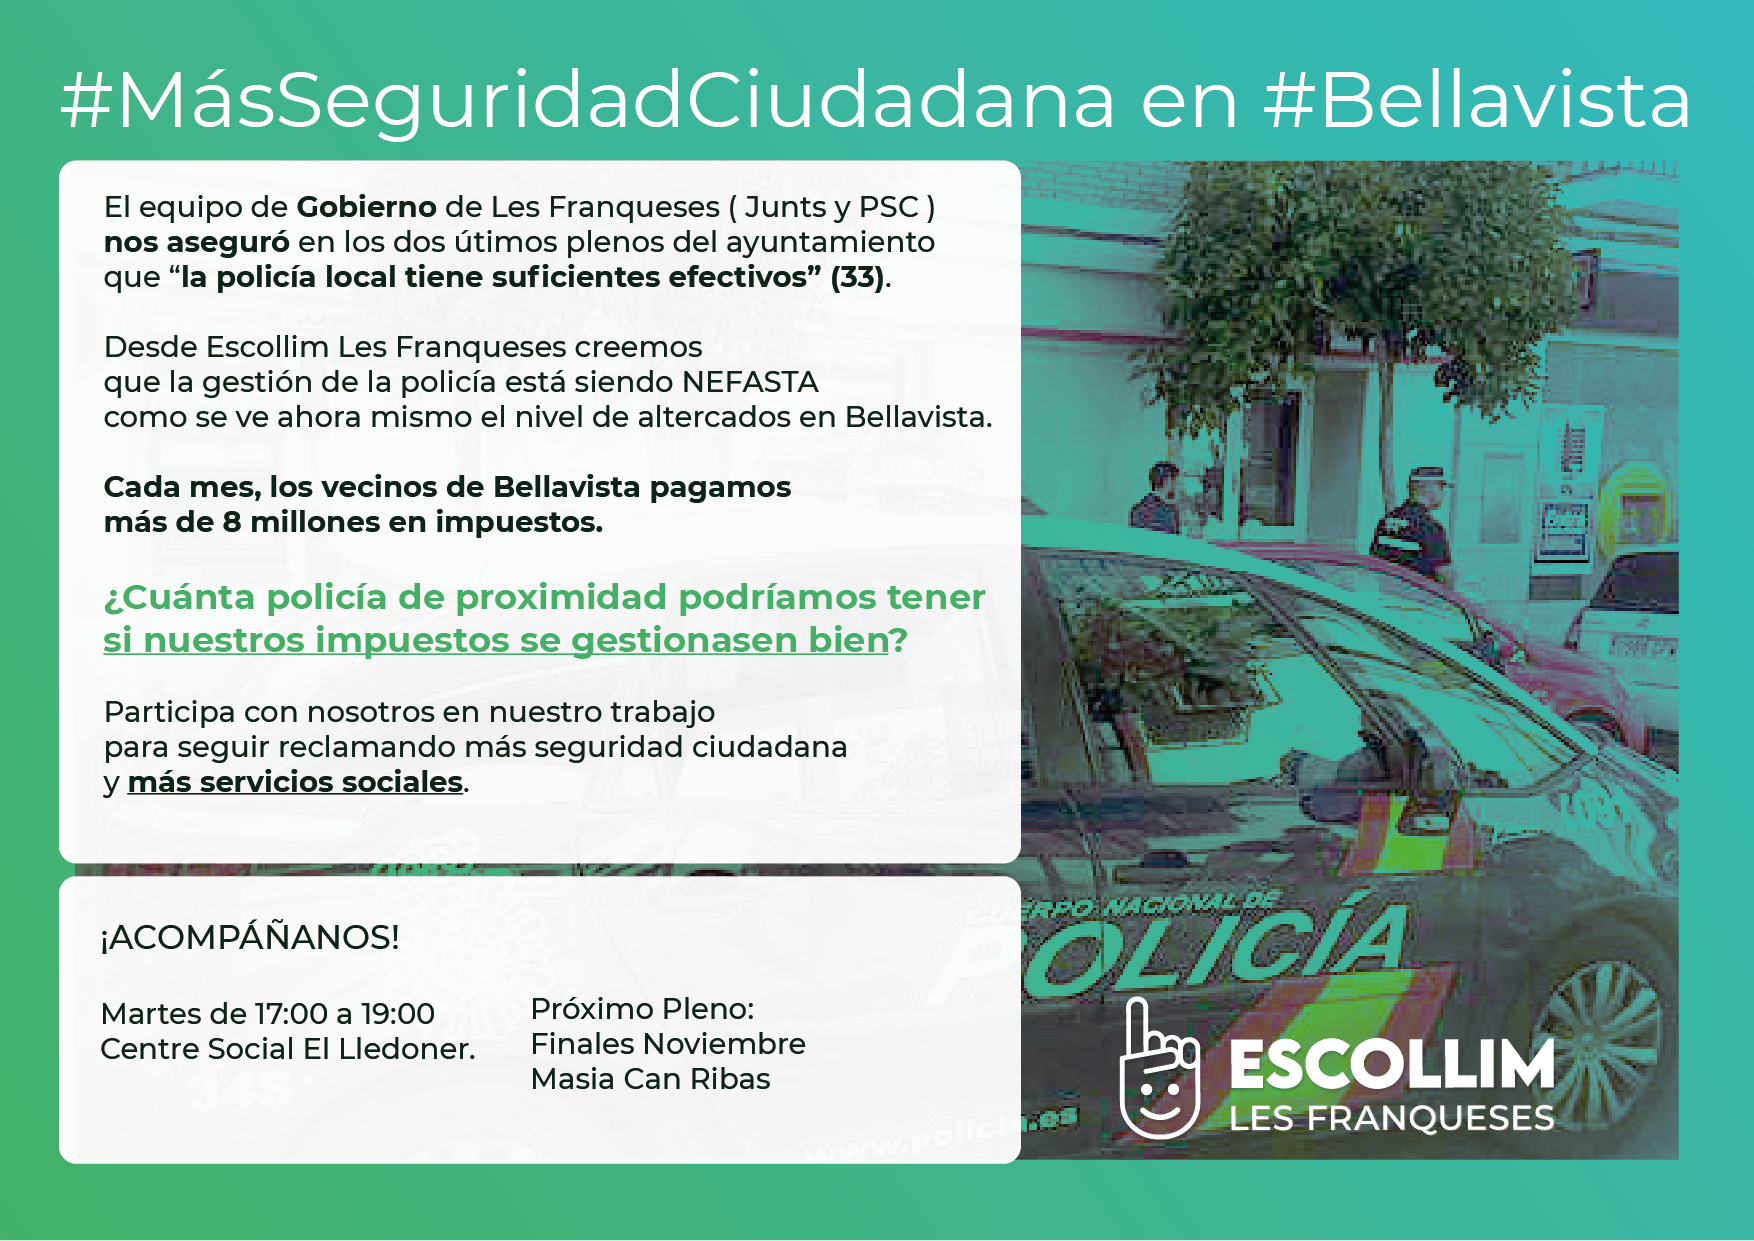 #MásSeguridadCiudadana en #Bellavista
El equipo de Gobierno de Les Franqueses ( Junts y PSC )
nos aseguró en los dos útimos plenos del ayuntamiento
que “la policía local tiene suficientes efectivos” (33).
Desde Escollim Les Franqueses creemos
que la gestión de la policía está siendo NEFASTA
como se ve ahora mismo el nivel de altercados en Bellavista.
Cada mes, los vecinos de Bellavista pagamos
más de 8 millones en impuestos.
¿Cuánta policía de proximidad podríamos tener
si nuestros impuestos se gestionasen bien?
Participa con nosotros en nuestro trabajo
para seguir reclamando más seguridad ciudadana
y más servicios sociales.
¡ACOMPÁÑANOS!
Martes de 17:00 a 19:00
Centre Social El Lledoner.
Próximo Pleno:
Finales Noviembre
Masia Can Ribas
CUERPO NACIONAL DE
POLICÍA
34S
www.policia.es
ESCOLLIM
LES FRANQUESES